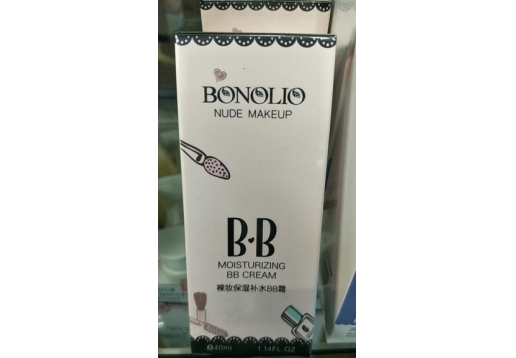 BONOLIO
NUDE MAKEUP
B·B
MOISTURIZING
BB CREAM
裸妆保湿补水BB霜
40ml 1.14FL.OZ